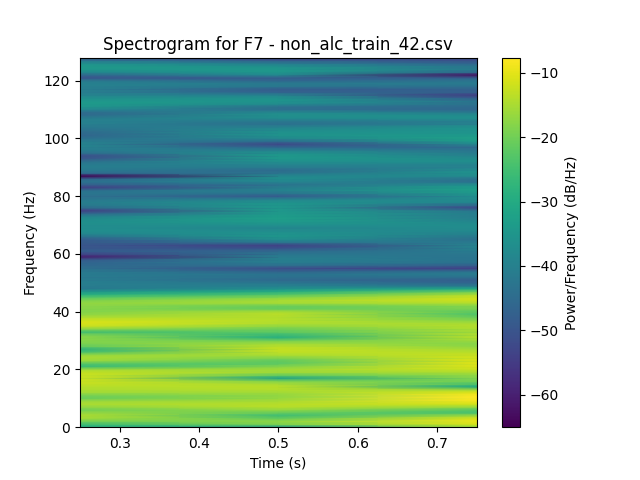 Spectrogram for F7 - non_alc_train_42.csv
120
100
80
60
40
20
0
Frequency (Hz)
0.3 0.4 0.5 0.6 0.7
Time (s)
−10
−20
−30
−40
−50
−60
Power/Frequency (dB/Hz)